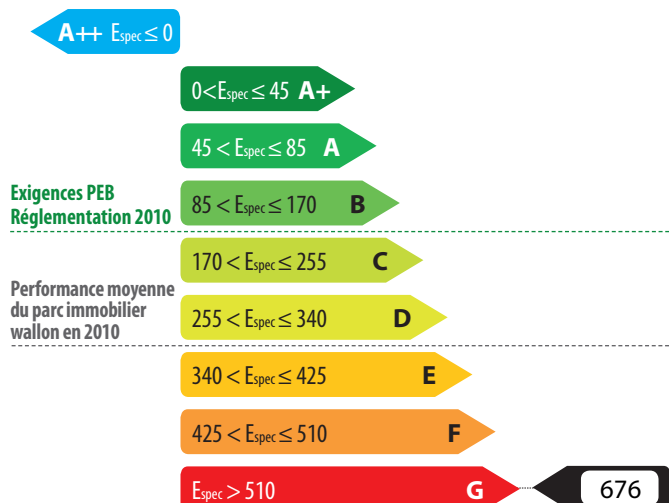 A++ Espec ≤ 0
0<Espec ≤ 45 A+
45 < Espec ≤ 85 A
Exigences PEB
Réglementation 2010
85 < Espec ≤ 170 B
170 < Espec ≤ 255 C
Performance moyenne
du parc immobilier
wallon en 2010
255 < Espec ≤ 340 D
340 < Espec ≤ 425 E
425 < Espec ≤ 510 F
Espec > 510 G
676